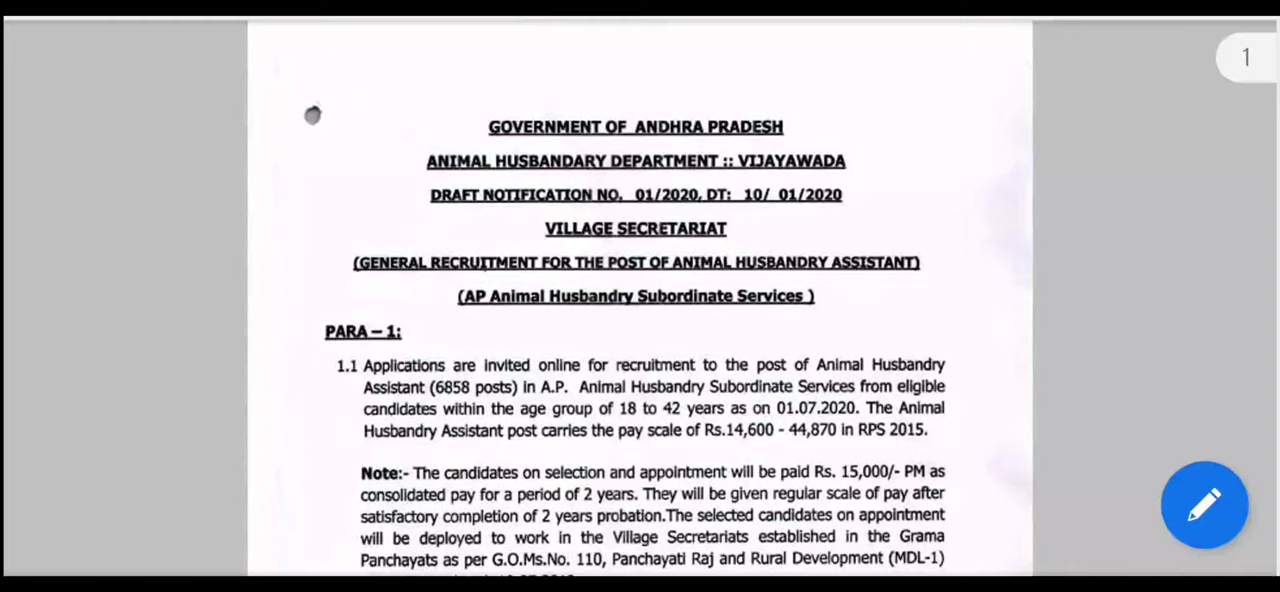 1
GOVERNMENT OF ANDHRA PRADESH
ANIMAL HUSBANDARY DEPARTMENT :: VIJAYAWADA
DRAFT NOTIFICATION NO. 01/2020, DT: 10/ 01/2020
VILLAGE SECRETARIAT
(GENERAL RECRUITMENT FOR THE POST OF ANIMAL HUSBANDRY ASSISTANT)
(AP Animal Husbandry Subordinate Services )
PARA – 1:
1.1 Applications are invited online for recruitment to the post of Animal Husbandry
Assistant (6858 posts) in A.P. Animal Husbandry Subordinate Services from eligible
candidates within the age group of 18 to 42 years as on 01.07.2020. The Animal
Husbandry Assistant post carries the pay scale of Rs.14,600 - 44,870 in RPS 2015.
Note:- The candidates on selection and appointment will be paid Rs. 15,000/- PM as
consolidated pay for a period of 2 years. They will be given regular scale of pay after
satisfactory completion of 2 years probation.The selected candidates on appointment
will be deployed to work in the Village Secretariats established in the Grama
Panchayats as per G.O.Ms.No. 110, Panchayati Raj and Rural Development (MDL-1)